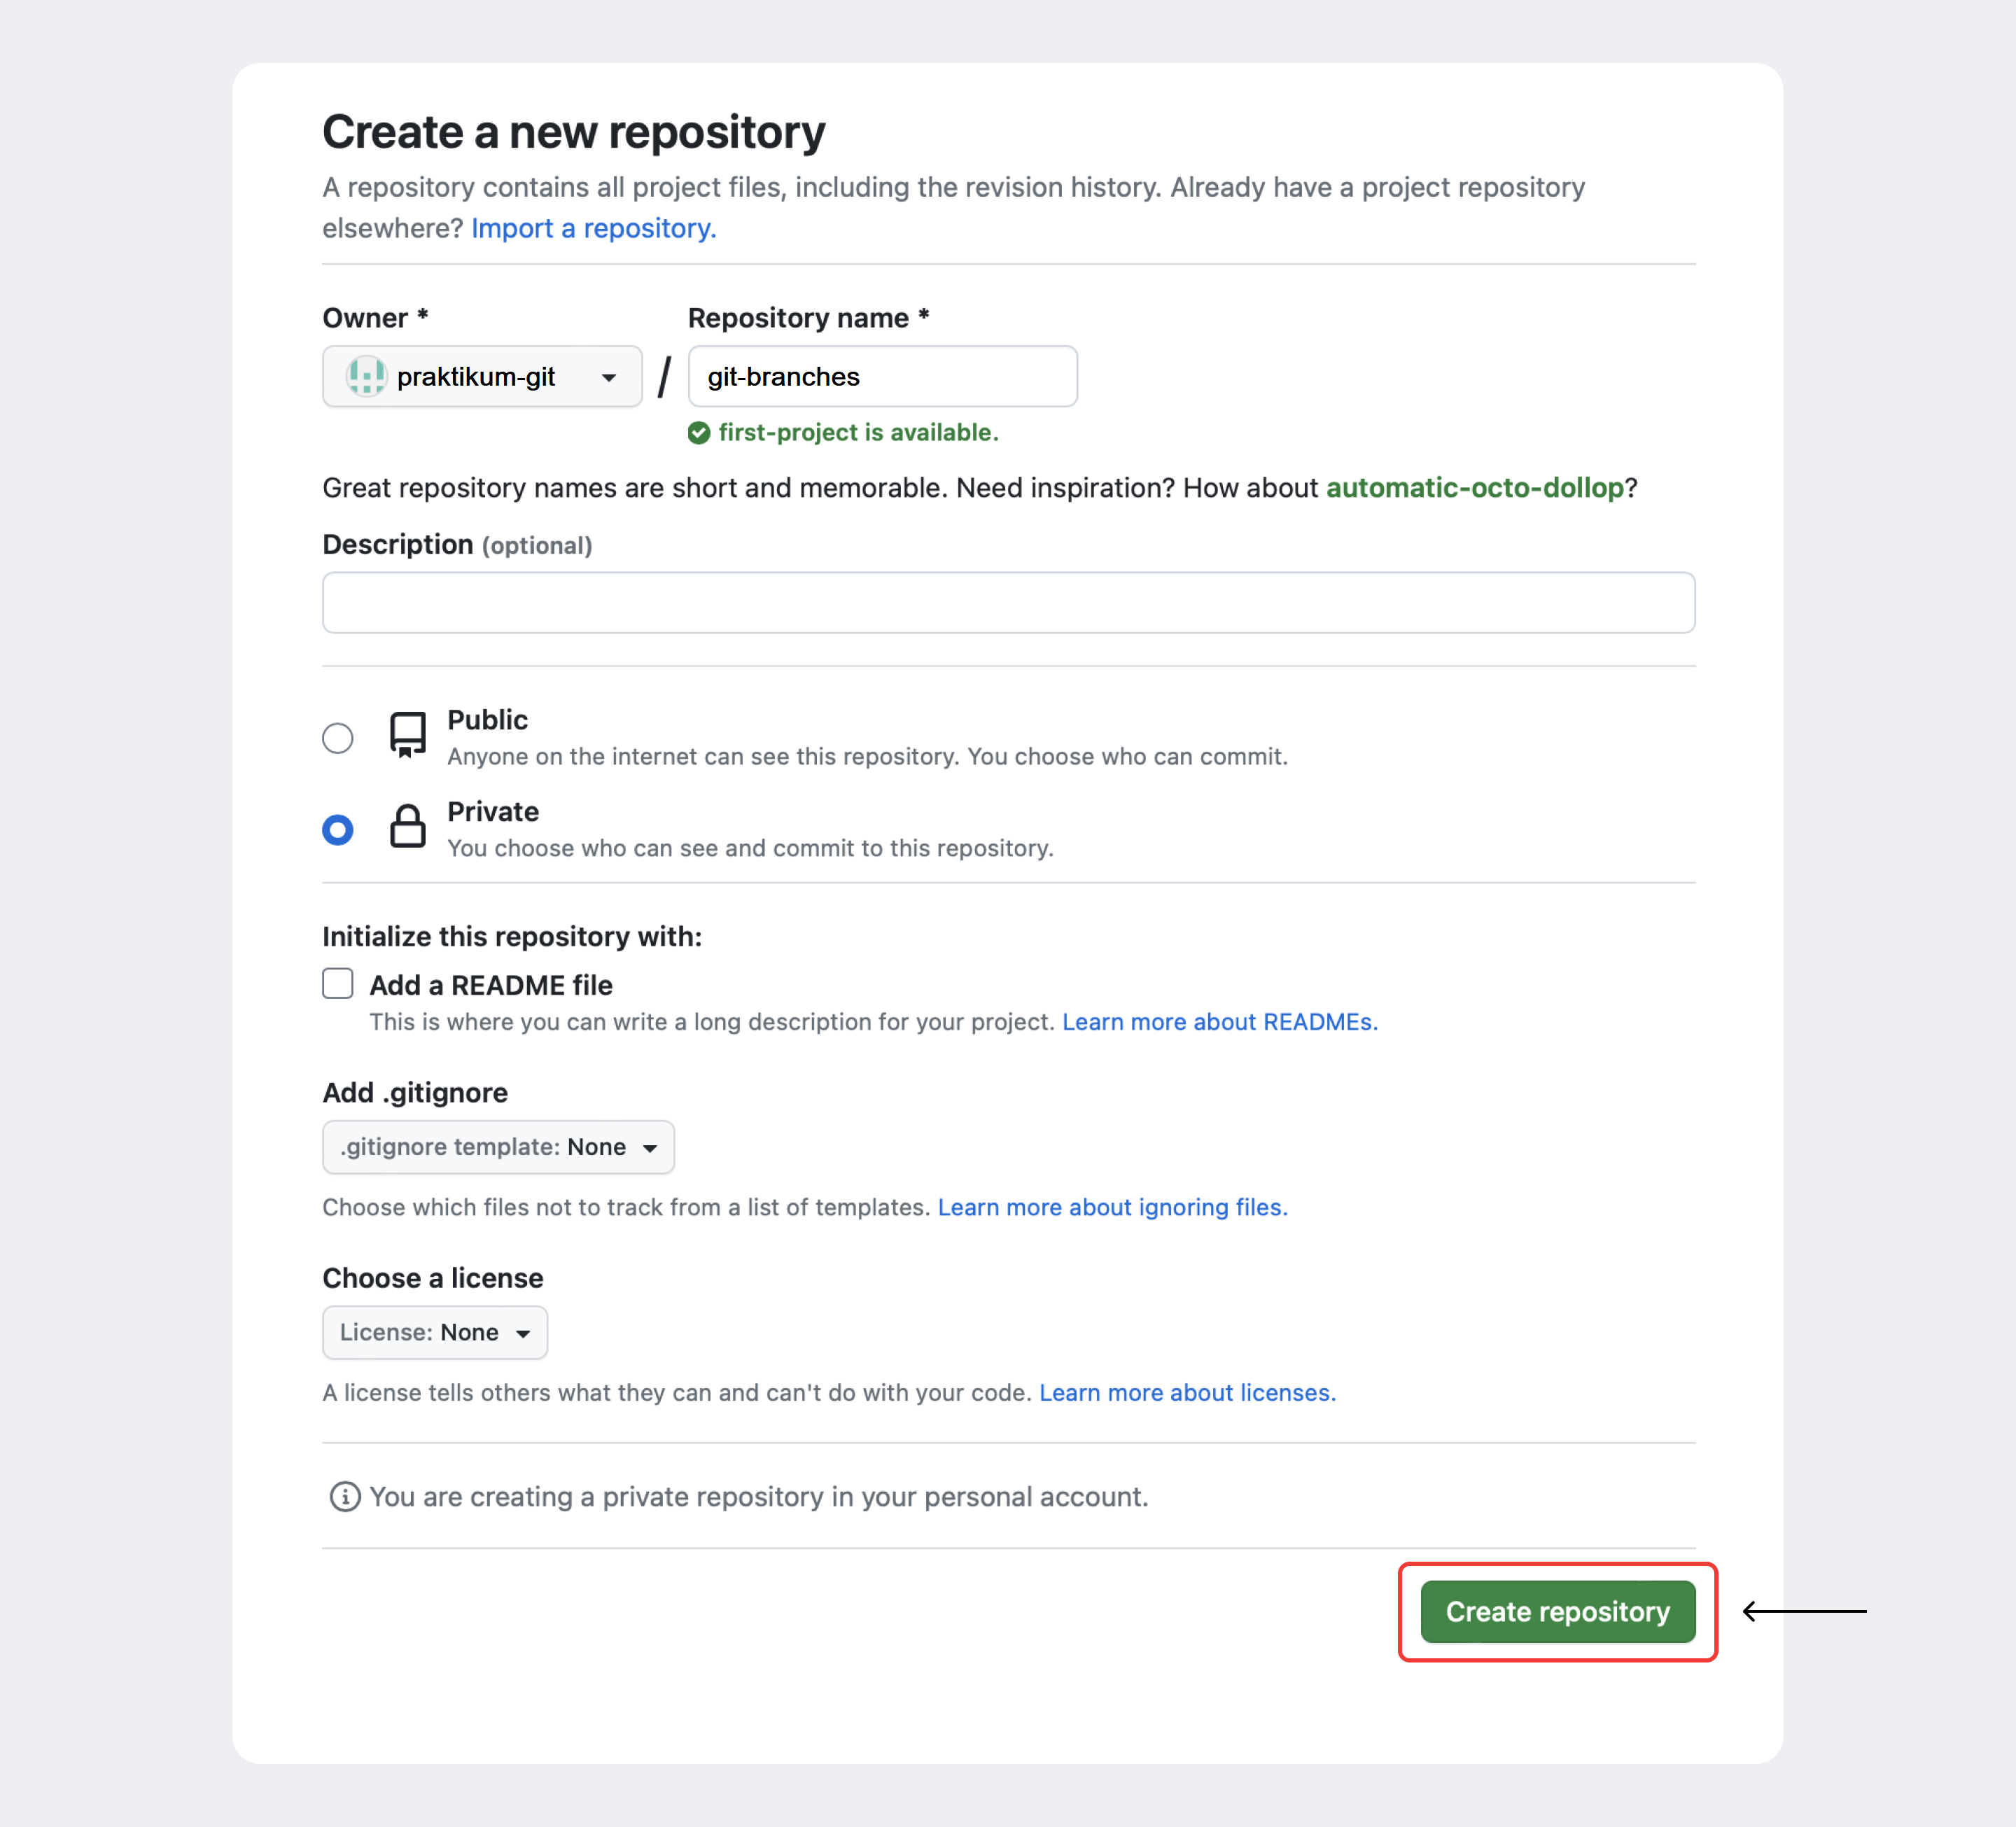 Create a new repository
A repository contains all project files, including the revision history. Already have a project repository
elsewhere? Import a repository.
Owner * Repository name *
praktikum-git / git-branches
first-project is available.
Great repository names are short and memorable. Need inspiration? How about automatic-octo-dollop?
Description (optional)
Public
Anyone on the internet can see this repository. You choose who can commit.
Private
You choose who can see and commit to this repository.
Initialize this repository with:
Add a README file
This is where you can write a long description for your project. Learn more about READMEs.
Add .gitignore
.gitignore template: None
Choose which files not to track from a list of templates. Learn more about ignoring files.
Choose a license
License: None
A license tells others what they can and can't do with your code. Learn more about licenses.
You are creating a private repository in your personal account.
Create repository